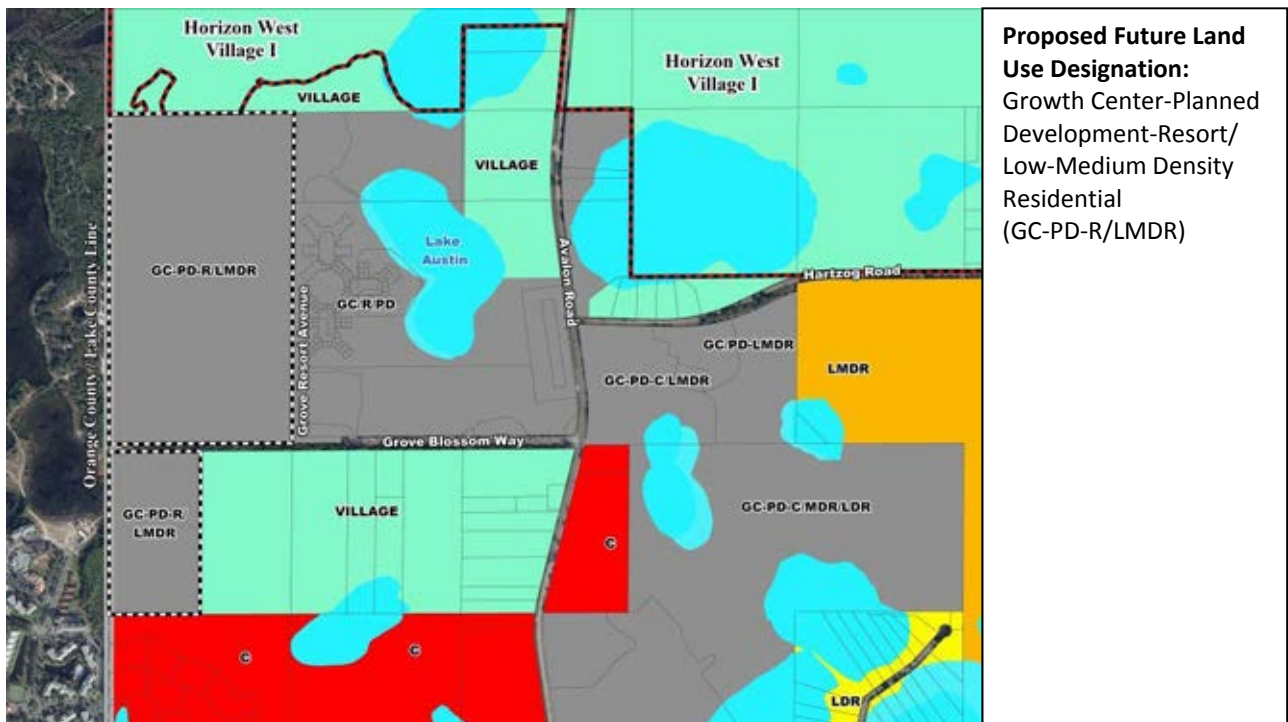 Horizon West
Village I
VILLAGE
Horizon West
Village I
VILLAGE
GC-PD-R/LMDR
Lake
Austin
GC/R/PD
Grove Resort Avenue
Avalon Road
Hartzog Road
GC/PD-LMDR
GC-PD-C/LMDR
LMDR
Orange County / Lake County Line
Grove Blossom Way
GC-PD-R/
LMDR
VILLAGE
C
GC-PD-C/MDR/LDR
C
C
LDR
Proposed Future Land
Use Designation:
Growth Center-Planned
Development-Resort/
Low-Medium Density
Residential
(GC-PD-R/LMDR)